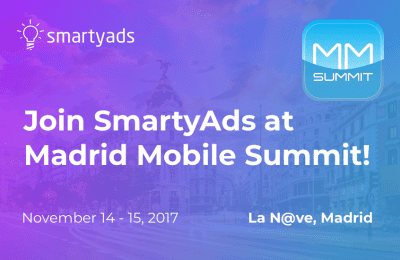 smartyads
MM
SUMMIT
Join SmartyAds at
Madrid Mobile Summit!
November 14 - 15, 2017
La N@ve, Madrid